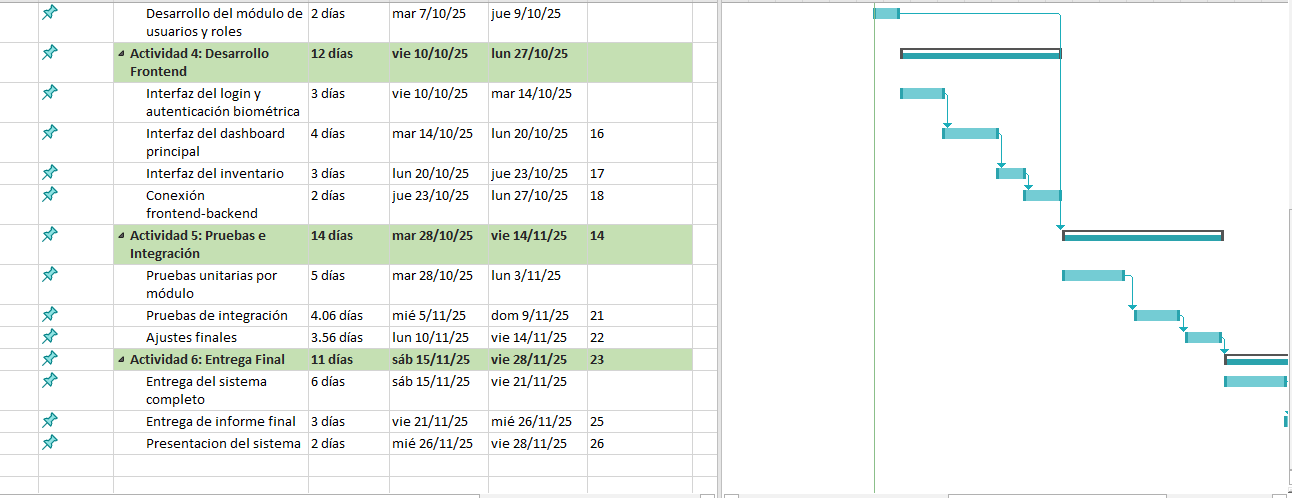 Desarrollo del módulo de usuarios y roles 2 días mar 7/10/25 jue 9/10/25
Actividad 4: Desarrollo Frontend 12 días vie 10/10/25 lun 27/10/25
Interfaz del login y autenticación biométrica 3 días vie 10/10/25 mar 14/10/25
Interfaz del dashboard principal 4 días mar 14/10/25 lun 20/10/25 16
Interfaz del inventario 3 días lun 20/10/25 jue 23/10/25 17
Conexión frontend-backend 2 días jue 23/10/25 lun 27/10/25 18
Actividad 5: Pruebas e Integración 14 días mar 28/10/25 vie 14/11/25 14
Pruebas unitarias por módulo 5 días mar 28/10/25 lun 3/11/25
Pruebas de integración 4.06 días mié 5/11/25 dom 9/11/25 21
Ajustes finales 3.56 días lun 10/11/25 vie 14/11/25 22
Actividad 6: Entrega Final 11 días sáb 15/11/25 vie 28/11/25 23
Entrega del sistema completo 6 días sáb 15/11/25 vie 21/11/25
Entrega de informe final 3 días vie 21/11/25 mié 26/11/25 25
Presentacion del sistema 2 días mié 26/11/25 vie 28/11/25 26